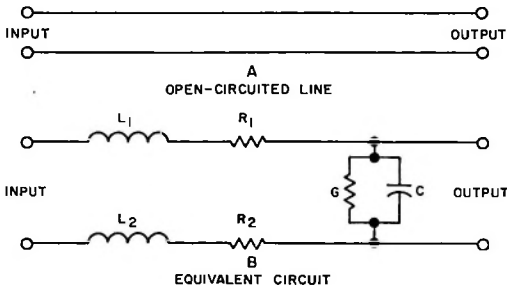 INPUT OUTPUT
A
OPEN-CIRCUITED LINE
L1 R1
INPUT G C OUTPUT
L2 R2
B
EQUIVALENT CIRCUIT